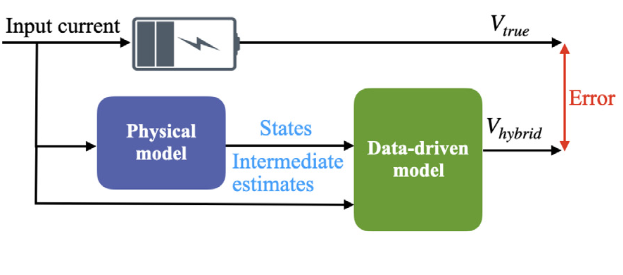 Input current
V_true
Error
Physical
model
States
Intermediate
estimates
Data-driven
model
V_hybrid